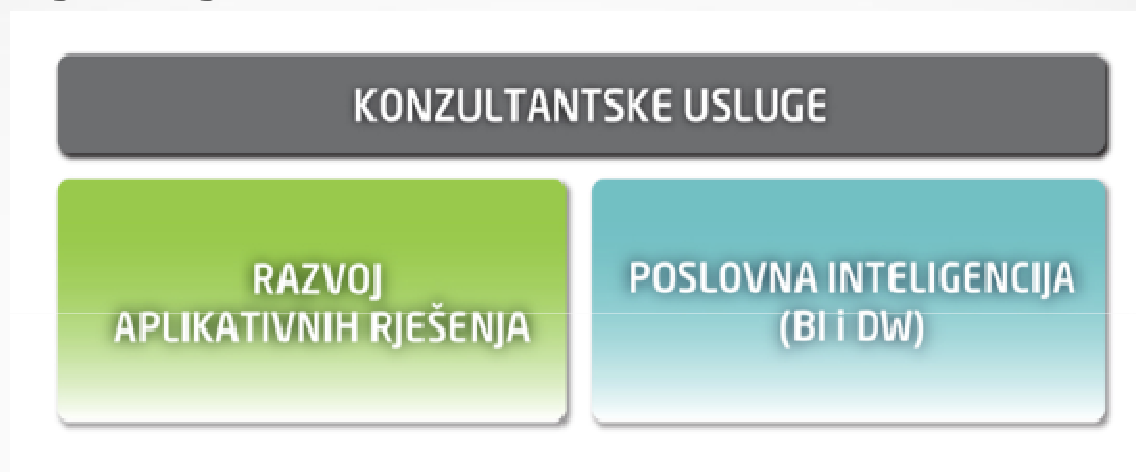 KONZULTANTSKE USLUGE
RAZVOJ
APLIKATIVNIH RJEŠENJA
POSLOVNA INTELIGENCIJA
(BI i DW)